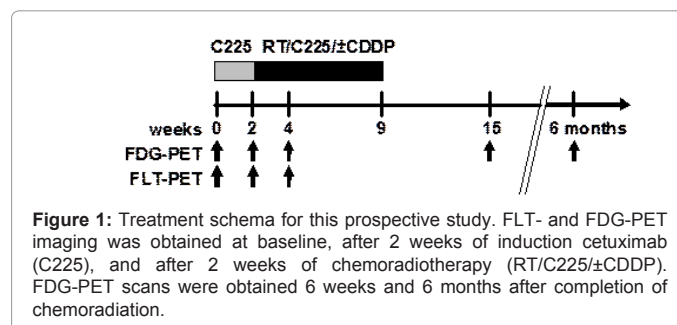 C225 RT/C225/±CDDP
weeks 0 2 4 9 15 6 months
FDG-PET
FLT-PET
Figure 1: Treatment schema for this prospective study. FLT- and FDG-PET
imaging was obtained at baseline, after 2 weeks of induction cetuximab
(C225), and after 2 weeks of chemoradiotherapy (RT/C225/±CDDP).
FDG-PET scans were obtained 6 weeks and 6 months after completion of
chemoradiation.